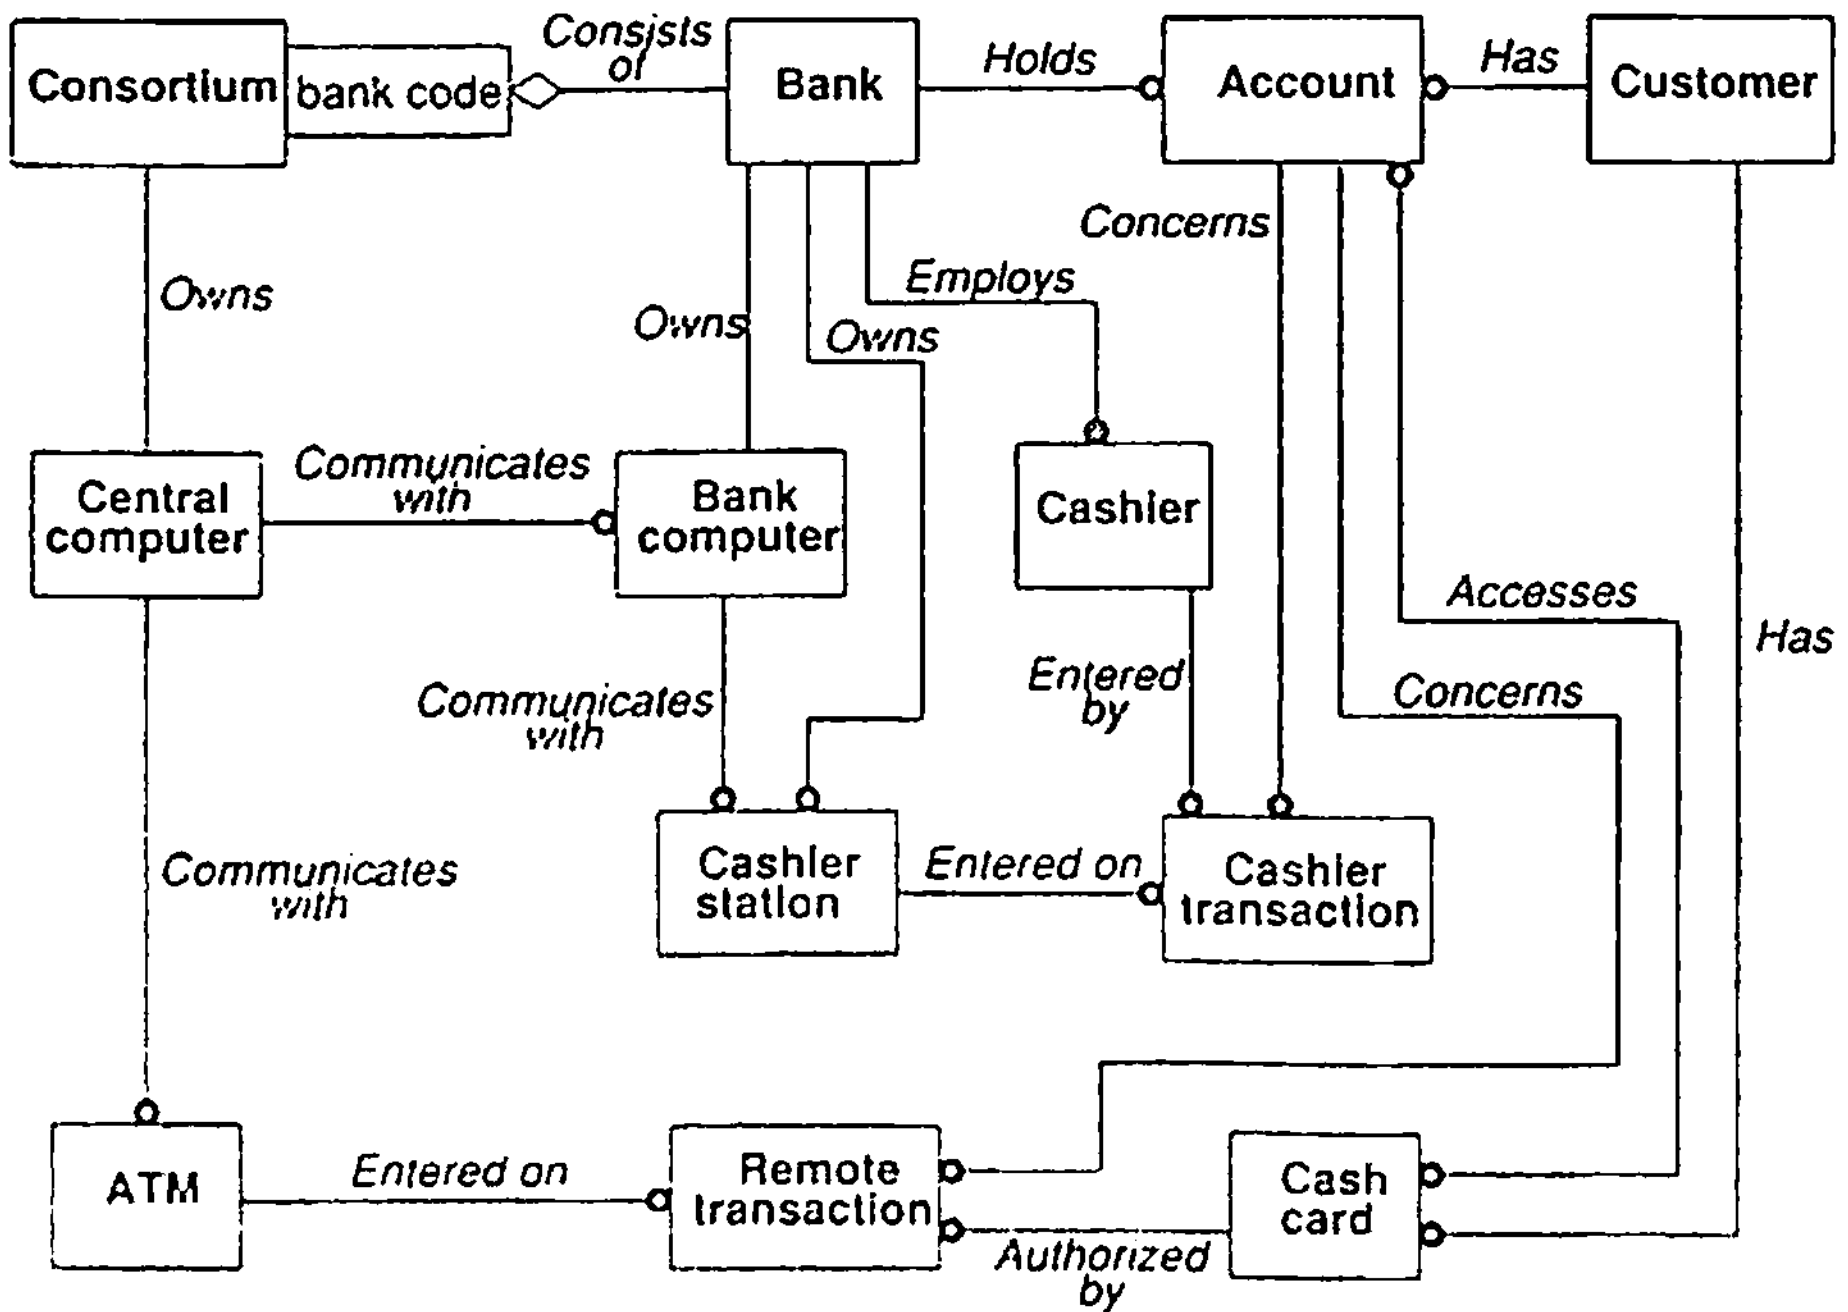 Consists
of
Consortium
bank code
Bank
Holds
Account
Has
Customer
Concerns
Owns
Employs
Owns
Owns
Central
computer
Communicates
with
Bank
computer
Cashier
Accesses
Has
Communicates
with
Entered
by
Concerns
Communicates
with
Cashier
station
Entered on
Cashier
transaction
ATM
Entered on
Remote
transaction
Authorized
by
Cash
card